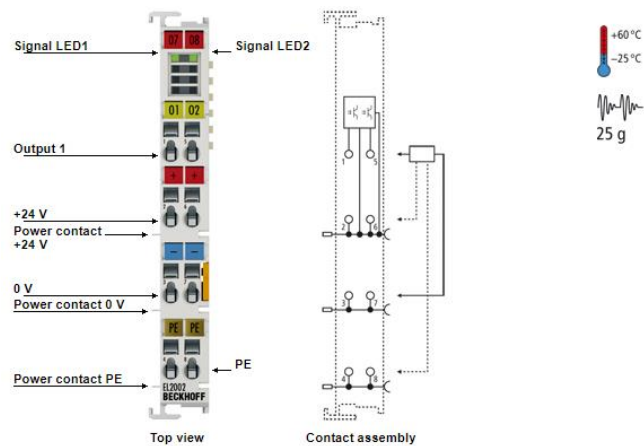 07 08
Signal LED1
Signal LED2
01 02
Output 1
+ +
+24 V
Power contact
+24 V
− −
0 V
Power contact 0 V
PE PE
PE
Power contact PE
EL2002
BECKHOFF
Top view
1 5
2 6
3 7
4 8
Contact assembly
+60 °C
−25 °C
25 g